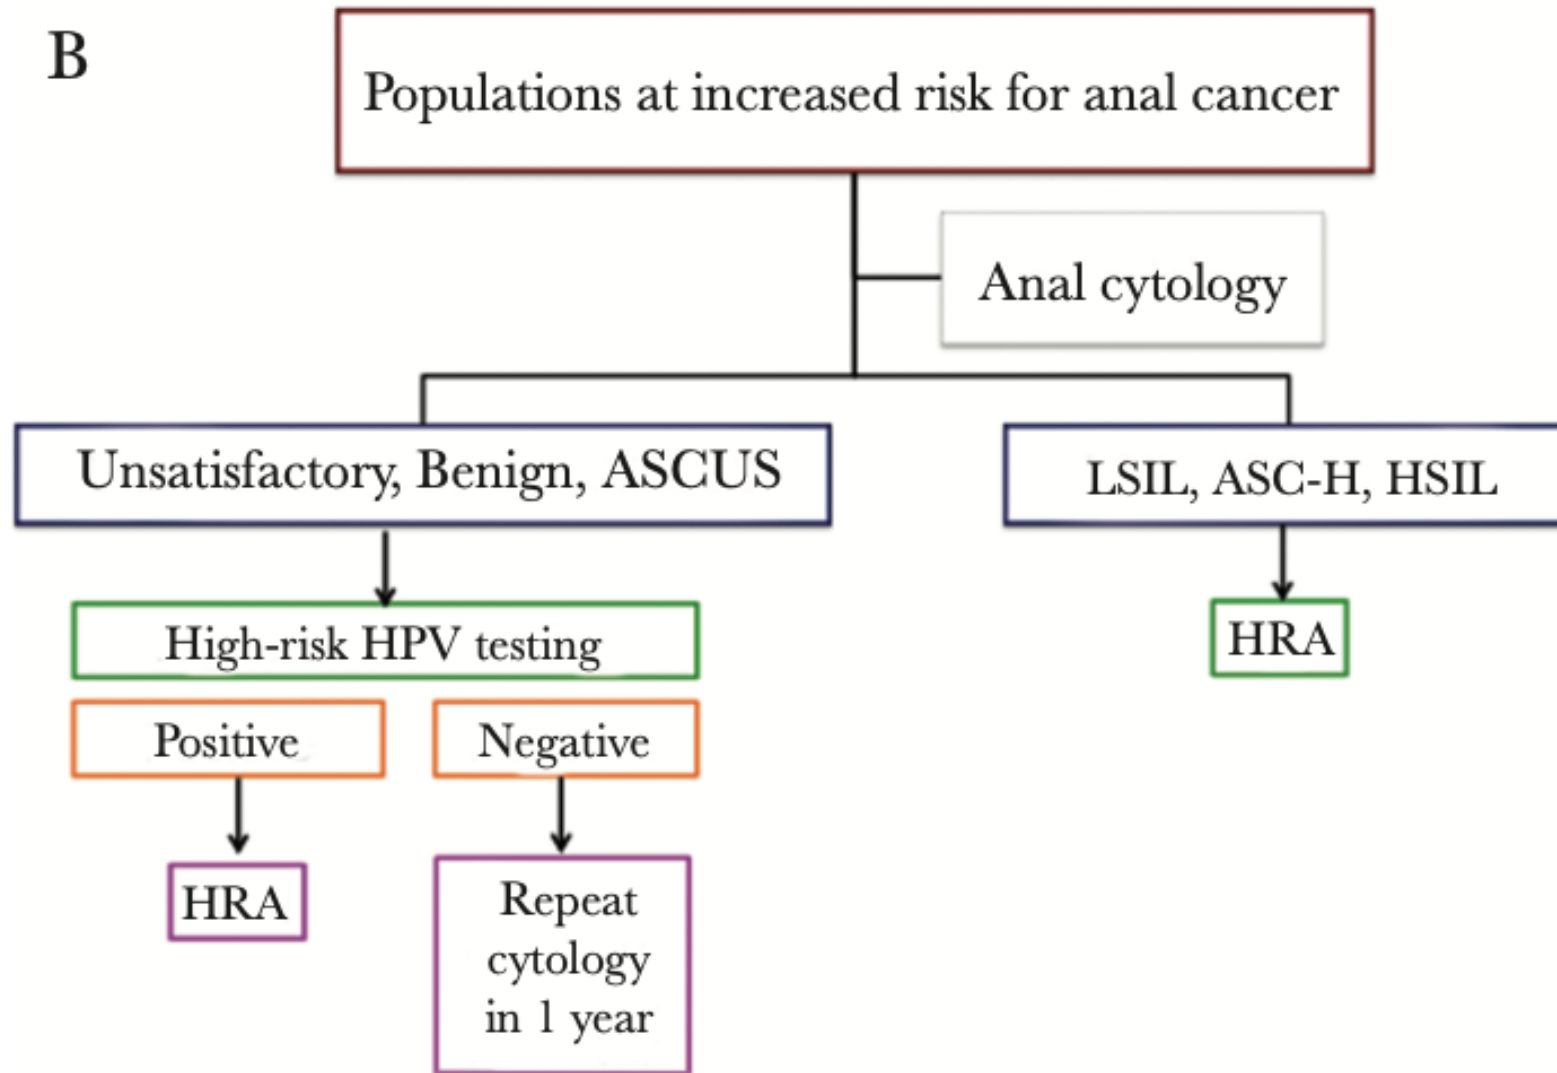 B
Populations at increased risk for anal cancer
Anal cytology
Unsatisfactory, Benign, ASCUS
LSIL, ASC-H, HSIL
High-risk HPV testing
HRA
Positive
Negative
HRA
Repeat
cytology
in 1 year